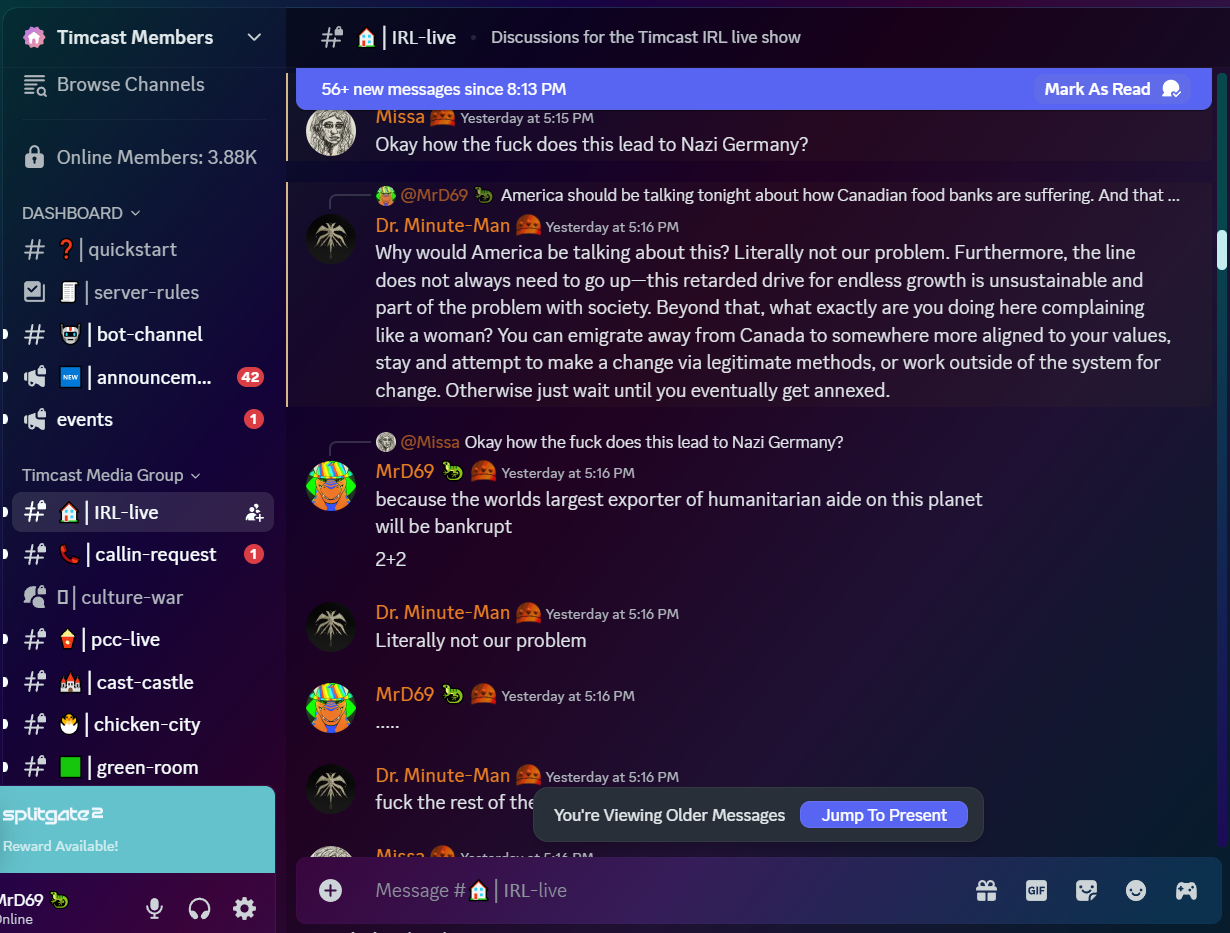 Timcast Members
Browse Channels
Online Members: 3.88K
DASHBOARD
quickstart
server-rules
bot-channel
NEW
announcem...
42
events
1
Timcast Media Group
IRL-live
callin-request
1
culture-war
pcc-live
cast-castle
chicken-city
green-room
splitgate2
Reward Available!
MrD69
Online
# | IRL-live
Discussions for the Timcast IRL live show
56+ new messages since 8:13 PM
Mark As Read
Missa Yesterday at 5:15 PM
Okay how the fuck does this lead to Nazi Germany?
@MrD69 America should be talking tonight about how Canadian food banks are suffering. And that ...
Dr. Minute-Man Yesterday at 5:16 PM
Why would America be talking about this? Literally not our problem. Furthermore, the line
does not always need to go up—this retarded drive for endless growth is unsustainable and
part of the problem with society. Beyond that, what exactly are you doing here complaining
like a woman? You can emigrate away from Canada to somewhere more aligned to your values,
stay and attempt to make a change via legitimate methods, or work outside of the system for
change. Otherwise just wait until you eventually get annexed.
@Missa Okay how the fuck does this lead to Nazi Germany?
MrD69 Yesterday at 5:16 PM
because the worlds largest exporter of humanitarian aide on this planet
will be bankrupt
2+2
Dr. Minute-Man Yesterday at 5:16 PM
Literally not our problem
MrD69 Yesterday at 5:16 PM
.....
Dr. Minute-Man Yesterday at 5:16 PM
fuck the rest of the
You're Viewing Older Messages
Jump To Present
Missa Yesterday at 5:16 PM
Message # | IRL-live
GIF